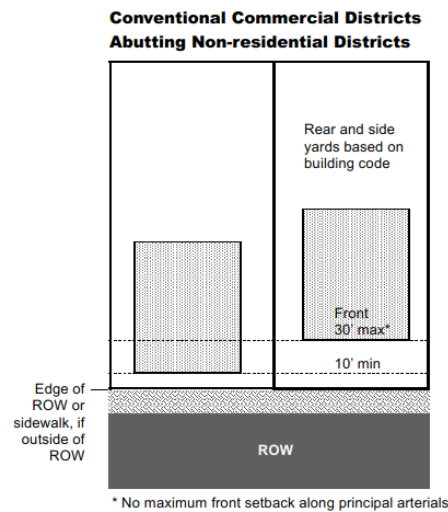 Conventional Commercial Districts
Abutting Non-residential Districts
Rear and side
yards based on
building code
Front
30' max*
10' min
Edge of
ROW or
sidewalk, if
outside of
ROW
ROW
* No maximum front setback along principal arterials